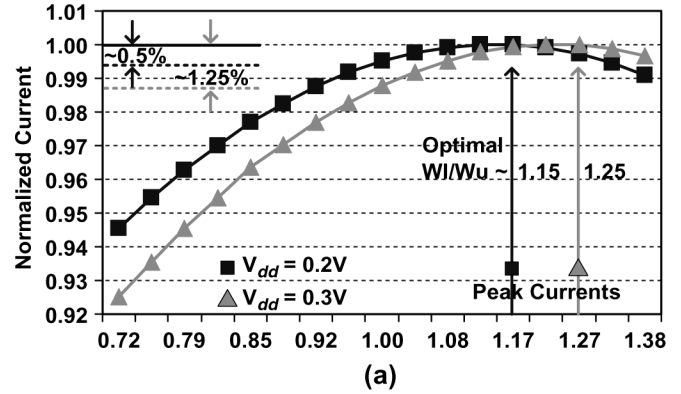 1.01
1.00
0.99
0.98
0.97
0.96
0.95
0.94
0.93
0.92
Normalized Current
~0.5%
~1.25%
Optimal
Wl/Wu ~ 1.15 1.25
Vdd = 0.2V
Vdd = 0.3V
Peak Currents
0.72 0.79 0.85 0.92 1.00 1.08 1.17 1.27 1.38
(a)